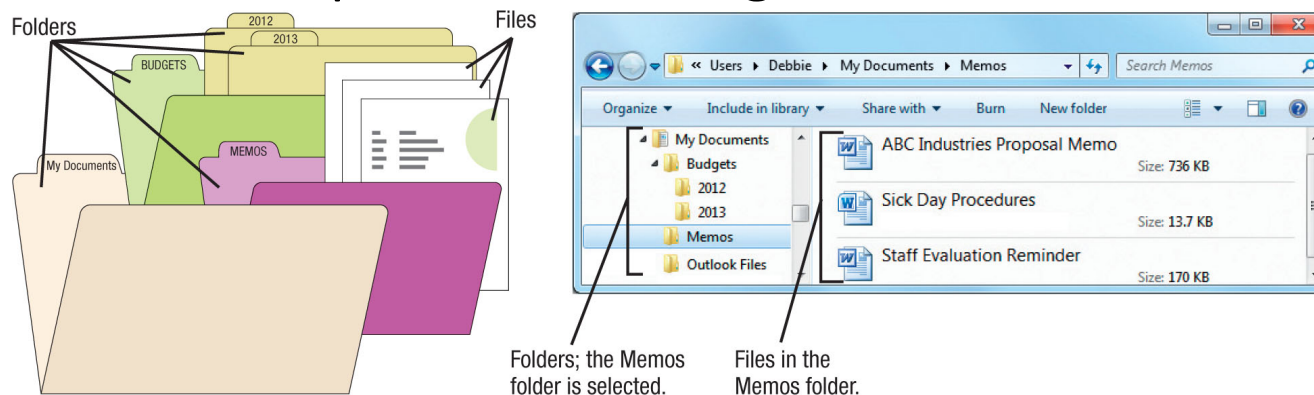 Folders
Files
2012
2013
BUDGETS
MEMOS
My Documents
« Users ▸ Debbie ▸ My Documents ▸ Memos
Search Memos
Organize ▾ Include in library ▾ Share with ▾ Burn New folder
My Documents
Budgets
2012
2013
Memos
Outlook Files
ABC Industries Proposal Memo
Size: 736 KB
Sick Day Procedures
Size: 13.7 KB
Staff Evaluation Reminder
Size: 170 KB
Folders; the Memos
folder is selected.
Files in the
Memos folder.